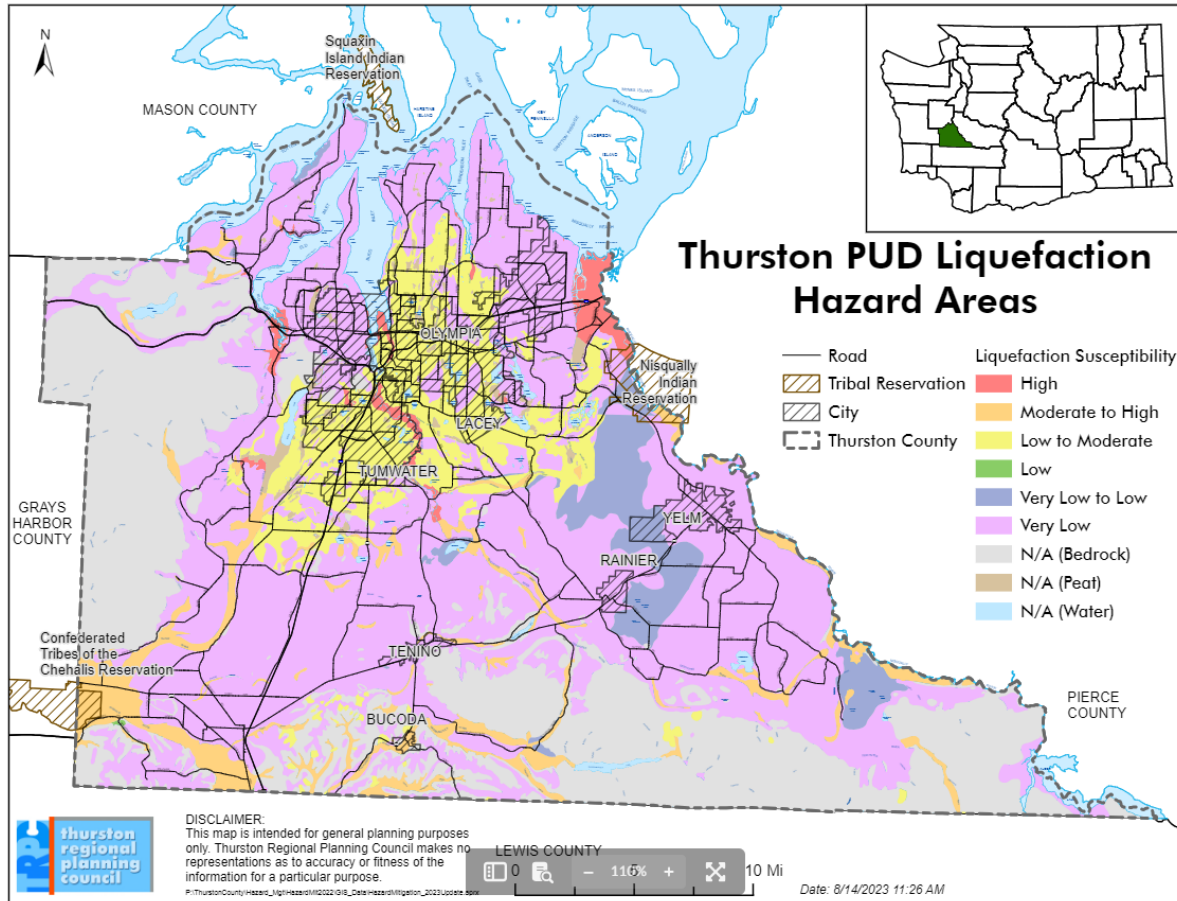 N
Squaxin
Island Indian
Reservation
MASON COUNTY
Thurston PUD Liquefaction
Hazard Areas
Road
Tribal Reservation
City
Thurston County
Liquefaction Susceptibility
High
Moderate to High
Low to Moderate
Low
Very Low to Low
Very Low
N/A (Bedrock)
N/A (Peat)
N/A (Water)
OLYMPIA
Nisqually
Indian
Reservation
LACEY
TUMWATER
GRAYS
HARBOR
COUNTY
YELM
RAINIER
Confederated
Tribes of the
Chehalis Reservation
TENINO
BUCODA
PIERCE
COUNTY
TRPC
thurston
regional
planning
council
DISCLAIMER:
This map is intended for general planning purposes
only. Thurston Regional Planning Council makes no
representations as to accuracy or fitness of the
information for a particular purpose.
LEWIS COUNTY
116%
0
5
10 Mi
Date: 8/14/2023 11:26 AM